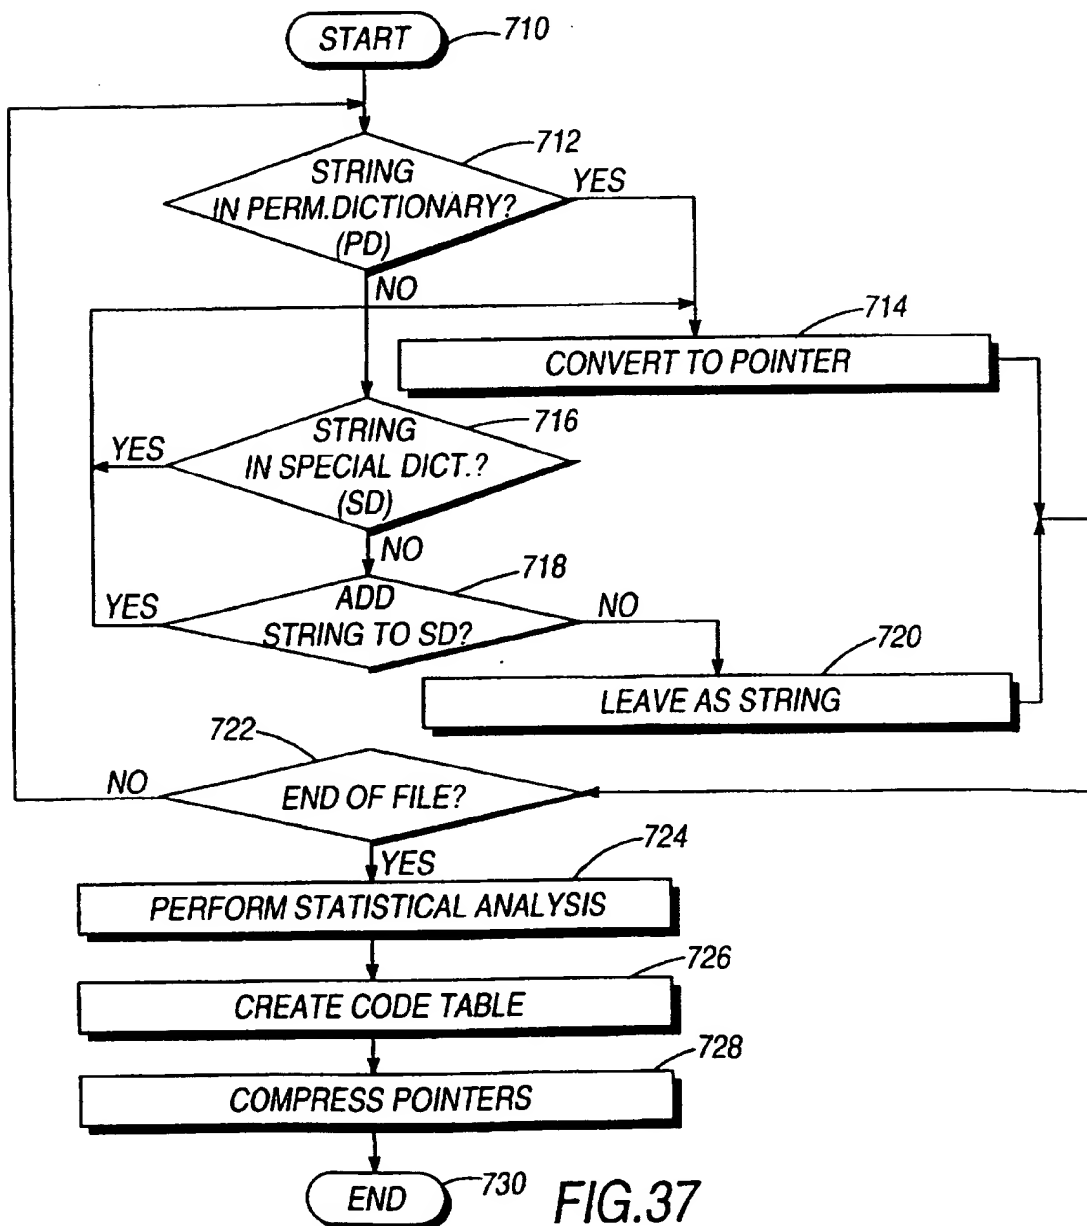 START
710
712
STRING
IN PERM.DICTIONARY?
(PD)
YES
NO
714
CONVERT TO POINTER
716
STRING
IN SPECIAL DICT.?
(SD)
YES
NO
718
ADD
STRING TO SD?
YES
NO
720
LEAVE AS STRING
722
END OF FILE?
NO
YES
724
PERFORM STATISTICAL ANALYSIS
726
CREATE CODE TABLE
728
COMPRESS POINTERS
END
730
FIG.37